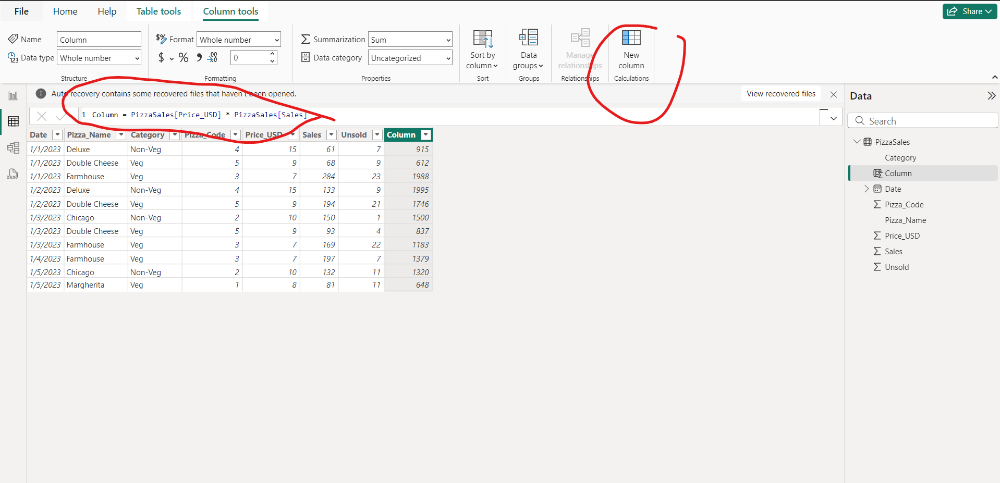 File Home Help Table tools Column tools Share
Name Column
Data type Whole number
Structure
$% Format Whole number
$ % , .00 0
Formatting
Summarization Sum
Data category Uncategorized
Properties
Sort by
column
Sort
Data
groups
Groups
Manage
relationships
Relationships
New
column
Calculations
Auto recovery contains some recovered files that haven't been opened. View recovered files
1 Column = PizzaSales[Price_USD] * PizzaSales[Sales]
Date Pizza_Name Category Pizza_Code Price_USD Sales Unsold Column
1/1/2023 Deluxe Non-Veg 4 15 61 7 915
1/1/2023 Double Cheese Veg 5 9 68 9 612
1/1/2023 Farmhouse Veg 3 7 284 23 1988
1/2/2023 Deluxe Non-Veg 4 15 133 9 1995
1/2/2023 Double Cheese Veg 5 9 194 21 1746
1/3/2023 Chicago Non-Veg 2 10 150 1 1500
1/3/2023 Double Cheese Veg 5 9 93 4 837
1/3/2023 Farmhouse Veg 3 7 169 22 1183
1/4/2023 Farmhouse Veg 3 7 197 7 1379
1/5/2023 Chicago Non-Veg 2 10 132 11 1320
1/5/2023 Margherita Veg 1 8 81 11 648
Data
Search
PizzaSales
Category
Column
Date
Pizza_Code
Pizza_Name
Price_USD
Sales
Unsold
DAX